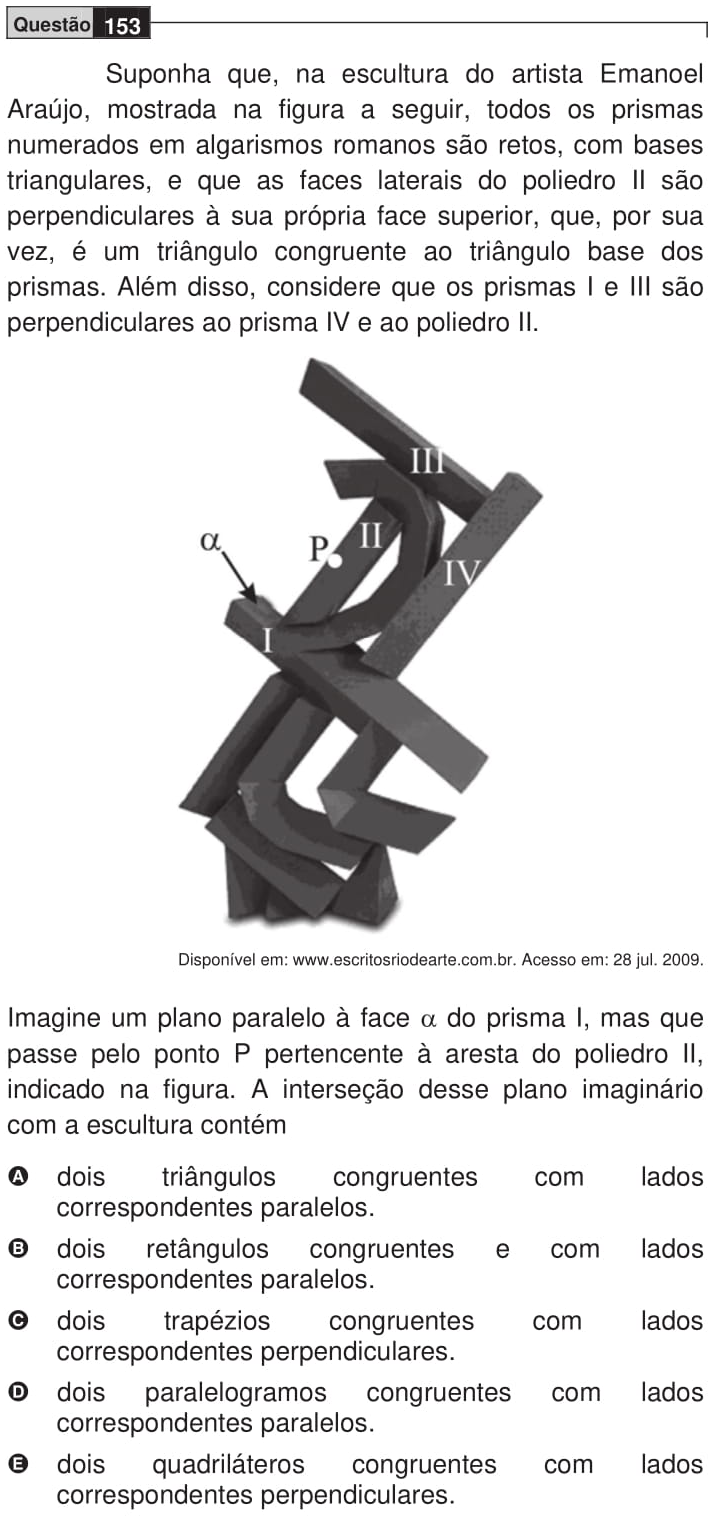 Questão 153
Suponha que, na escultura do artista Emanoel
Araújo, mostrada na figura a seguir, todos os prismas
numerados em algarismos romanos são retos, com bases
triangulares, e que as faces laterais do poliedro II são
perpendiculares à sua própria face superior, que, por sua
vez, é um triângulo congruente ao triângulo base dos
prismas. Além disso, considere que os prismas I e III são
perpendiculares ao prisma IV e ao poliedro II.
III
II
P
α
IV
I
Disponível em: www.escritosriodearte.com.br. Acesso em: 28 jul. 2009.
Imagine um plano paralelo à face α do prisma I, mas que
passe pelo ponto P pertencente à aresta do poliedro II,
indicado na figura. A interseção desse plano imaginário
com a escultura contém
A dois triângulos congruentes com lados
correspondentes paralelos.
B dois retângulos congruentes e com lados
correspondentes paralelos.
C dois trapézios congruentes com lados
correspondentes perpendiculares.
D dois paralelogramos congruentes com lados
correspondentes paralelos.
E dois quadriláteros congruentes com lados
correspondentes perpendiculares.